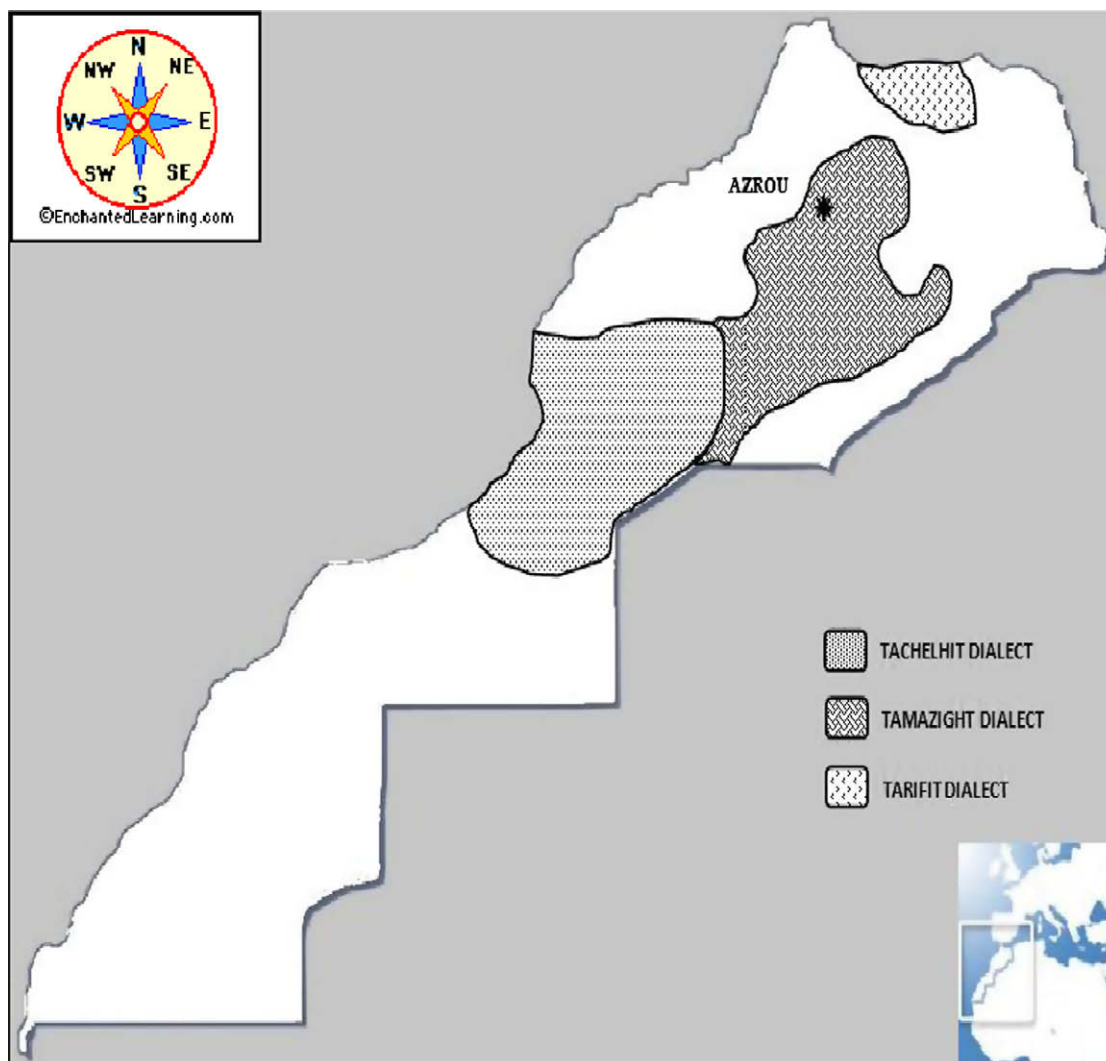 N
NW NE
W E
SW SE
S
©EnchantedLearning.com
AZROU
TACHELHIT DIALECT
TAMAZIGHT DIALECT
TARIFIT DIALECT